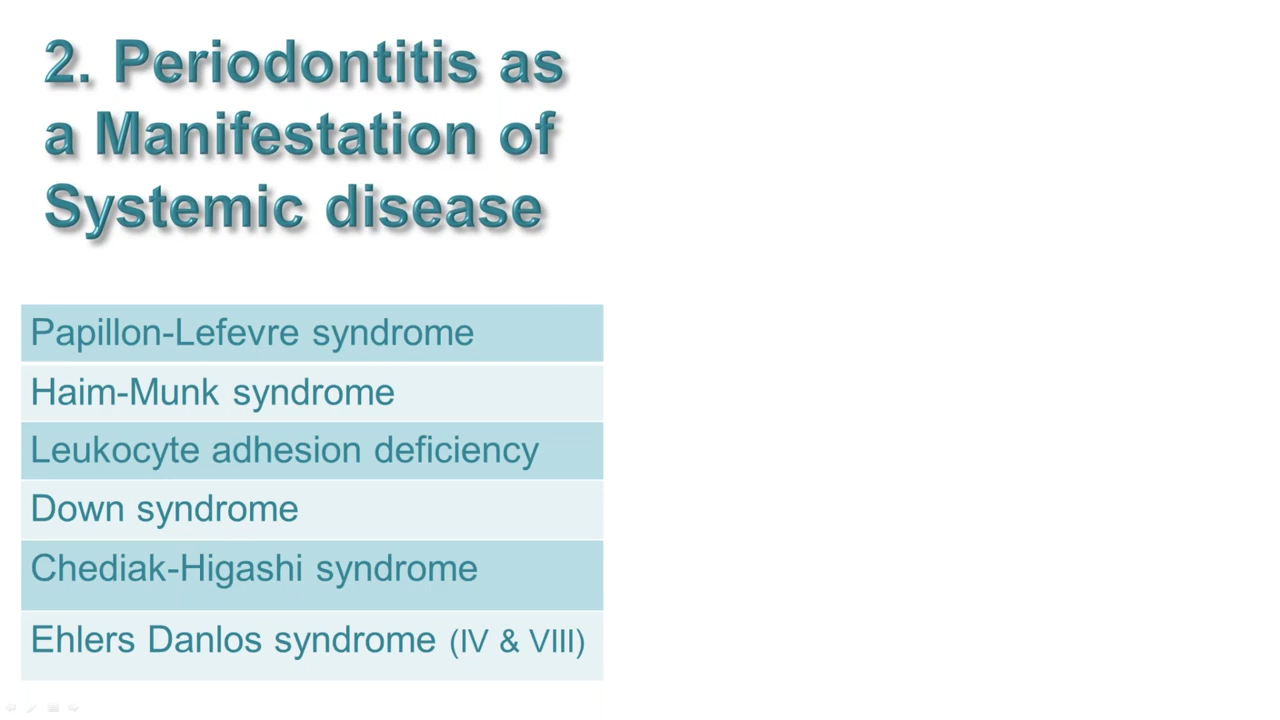 2. Periodontitis as
a Manifestation of
Systemic disease
Papillon-Lefevre syndrome
Haim-Munk syndrome
Leukocyte adhesion deficiency
Down syndrome
Chediak-Higashi syndrome
Ehlers Danlos syndrome (IV & VIII)